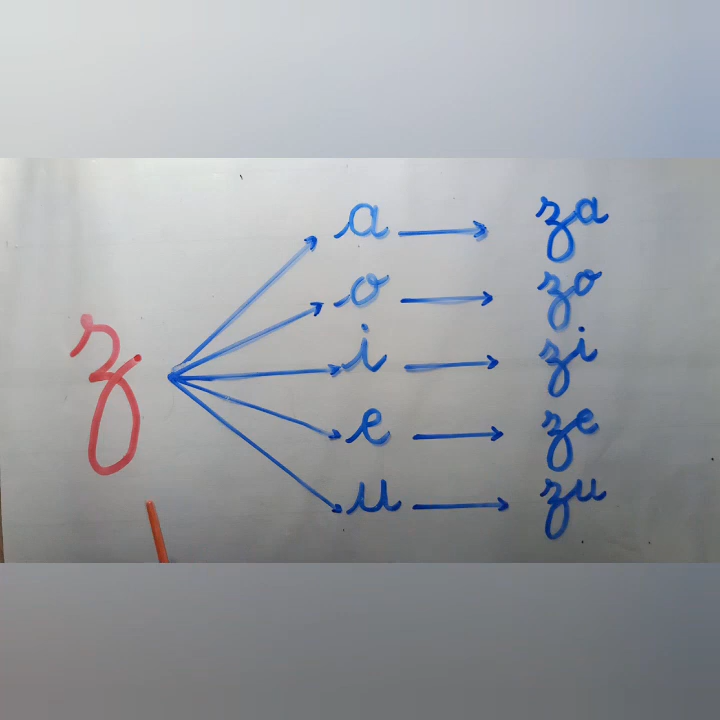 a → za
o → zo
z i → zi
e → ze
u → zu